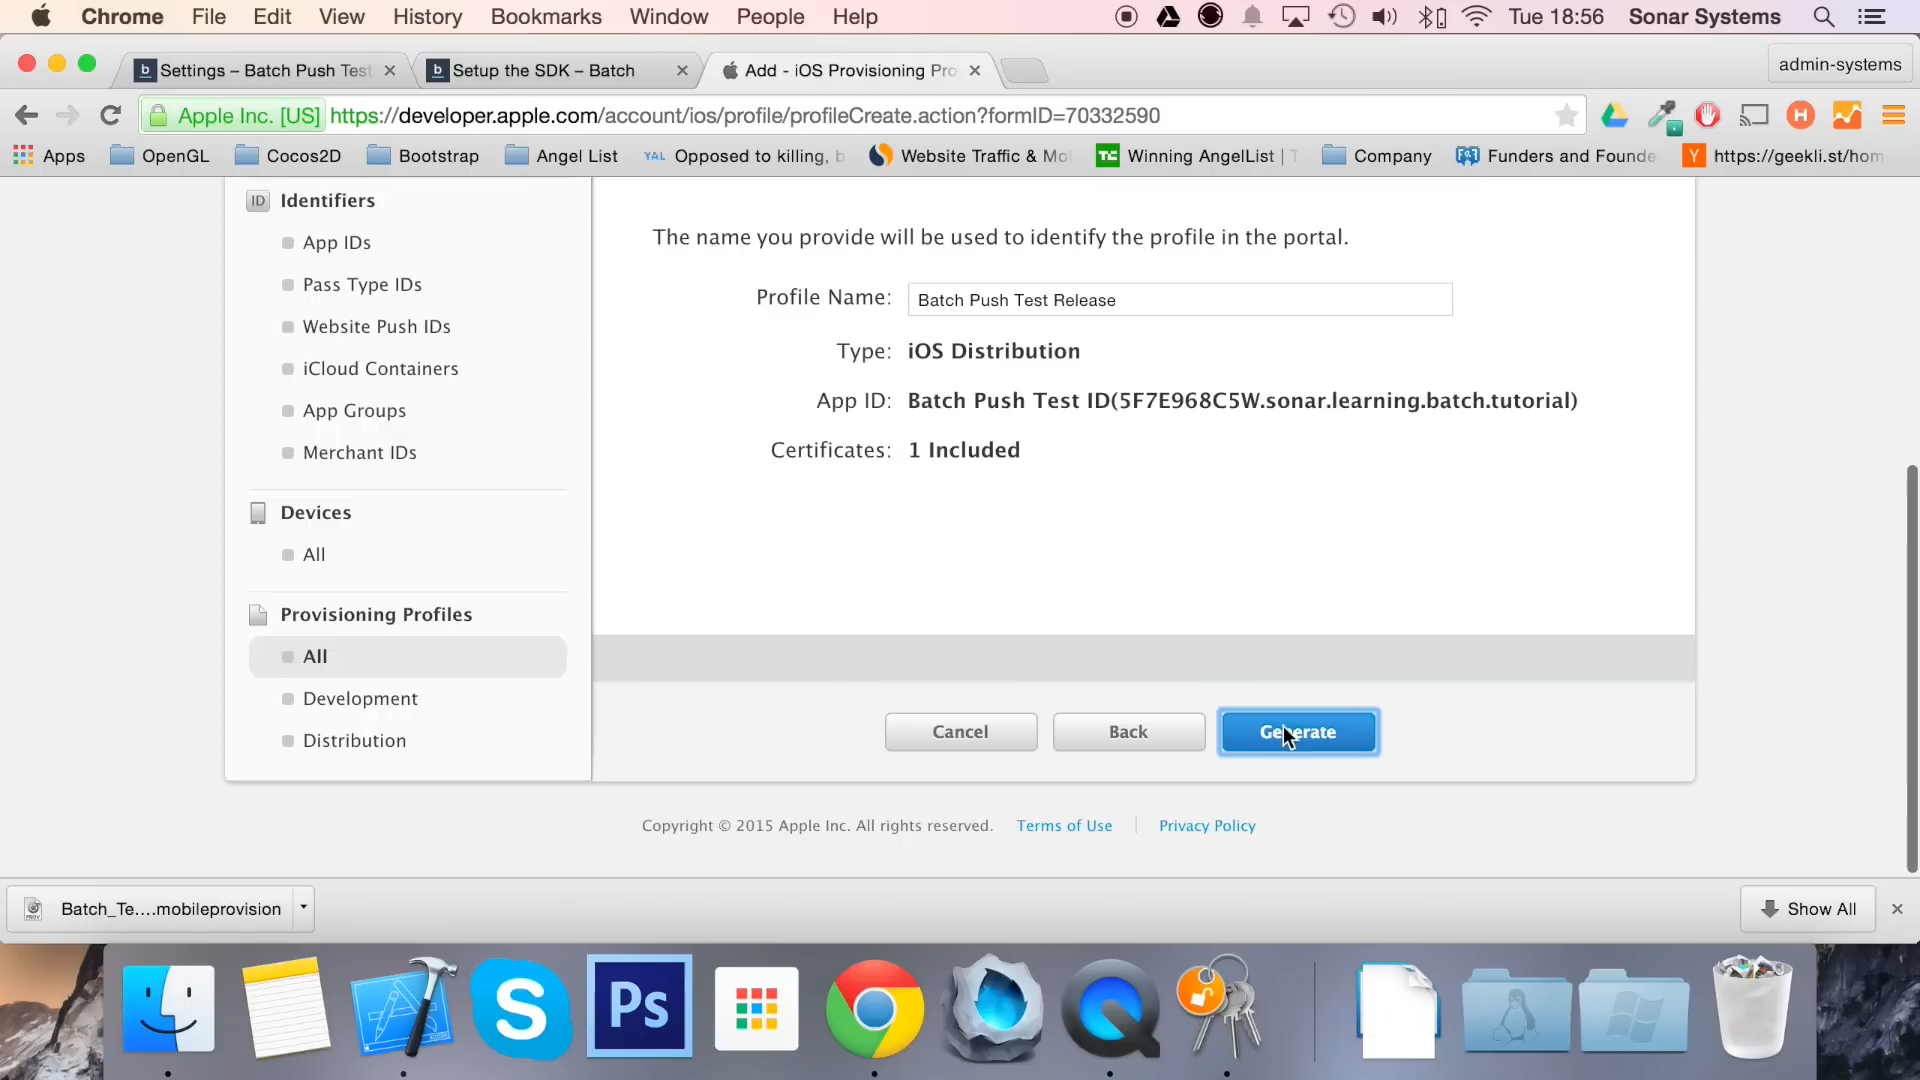 Chrome File Edit View History Bookmarks Window People Help Tue 18:56 Sonar Systems
Settings – Batch Push Test
Setup the SDK – Batch
Add - iOS Provisioning Pro
admin-systems
Apple Inc. [US] https://developer.apple.com/account/ios/profile/profileCreate.action?formID=70332590
Apps OpenGL Cocos2D Bootstrap Angel List YAL Opposed to killing, b Website Traffic & Mo TC Winning AngelList | T Company F&F Funders and Founde Y https://geekli.st/hom
ID Identifiers
App IDs
Pass Type IDs
Website Push IDs
iCloud Containers
App Groups
Merchant IDs
Devices
All
Provisioning Profiles
All
Development
Distribution
The name you provide will be used to identify the profile in the portal.
Profile Name: Batch Push Test Release
Type: iOS Distribution
App ID: Batch Push Test ID(5F7E968C5W.sonar.learning.batch.tutorial)
Certificates: 1 Included
Cancel Back Generate
Copyright © 2015 Apple Inc. All rights reserved. Terms of Use Privacy Policy
Batch_Te....mobileprovision
Show All
S
Ps